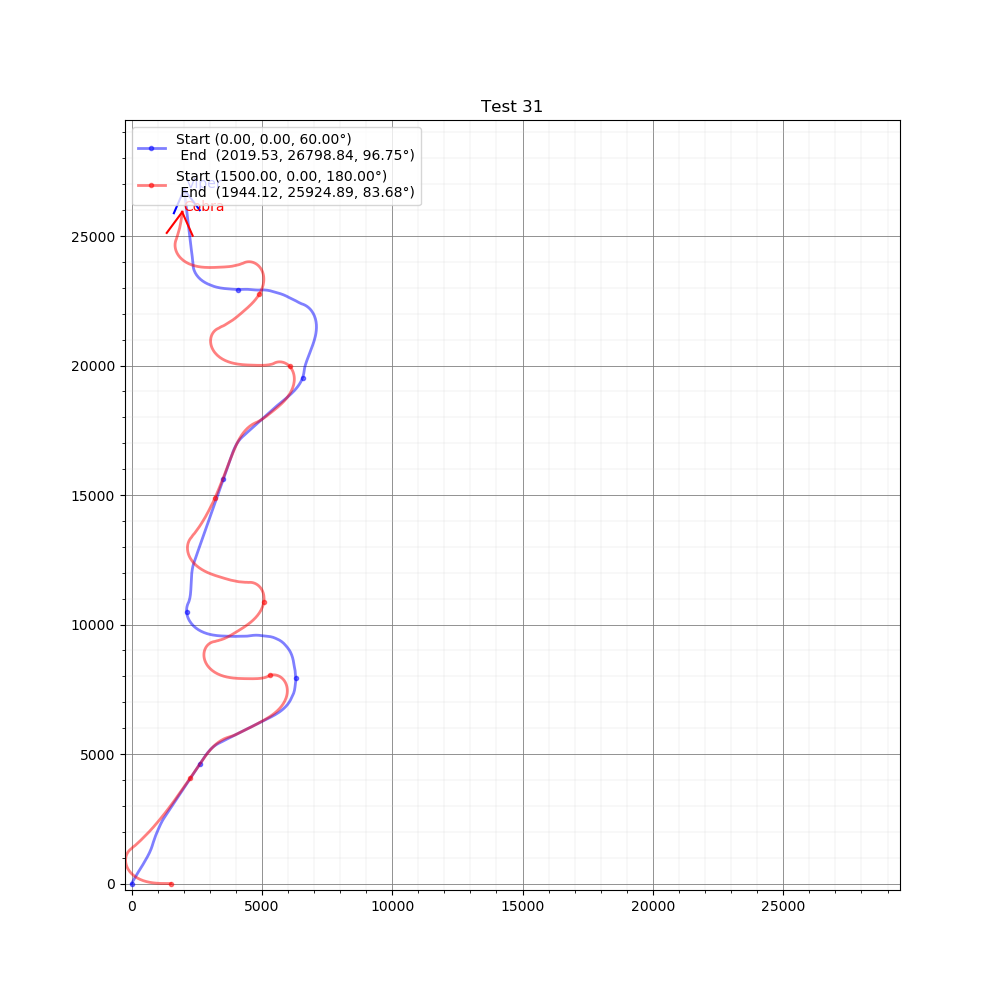 Test 31
Start (0.00, 0.00, 60.00°)
End (2019.53, 26798.84, 96.75°)
Start (1500.00, 0.00, 180.00°)
End (1944.12, 25924.89, 83.68°)
Cobra
25000
20000
15000
10000
5000
0
0 5000 10000 15000 20000 25000